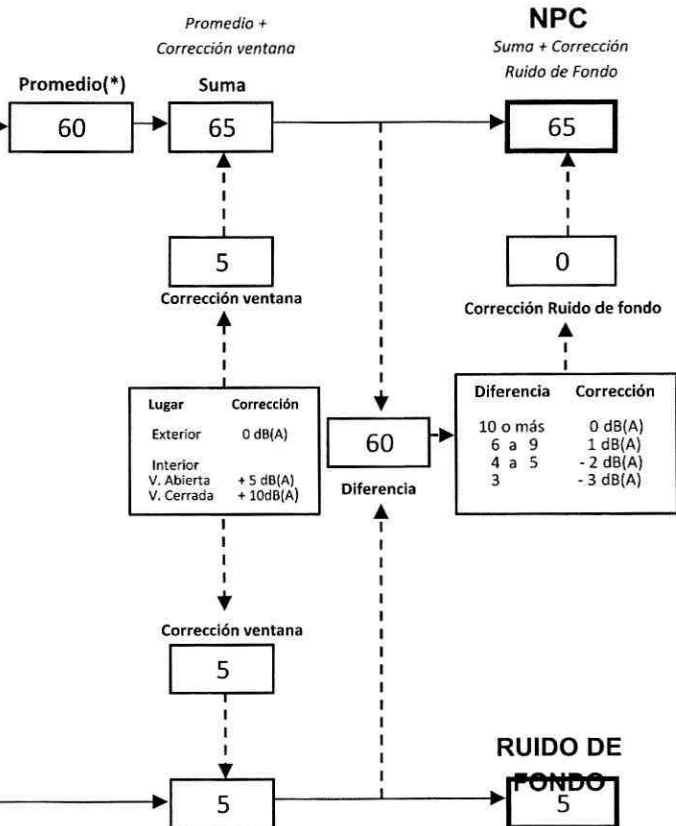 Promedio +
Corrección ventana
NPC
Suma + Corrección
Ruido de Fondo
Promedio(*)
Suma
60
65
65
5
0
Corrección ventana
Corrección Ruido de fondo
Lugar Corrección
Exterior 0 dB(A)
Interior
V. Abierta + 5 dB(A)
V. Cerrada + 10dB(A)
60
Diferencia
Diferencia Corrección
10 o más 0 dB(A)
6 a 9 1 dB(A)
4 a 5 - 2 dB(A)
3 - 3 dB(A)
Corrección ventana
5
RUIDO DE
FONDO
5
5